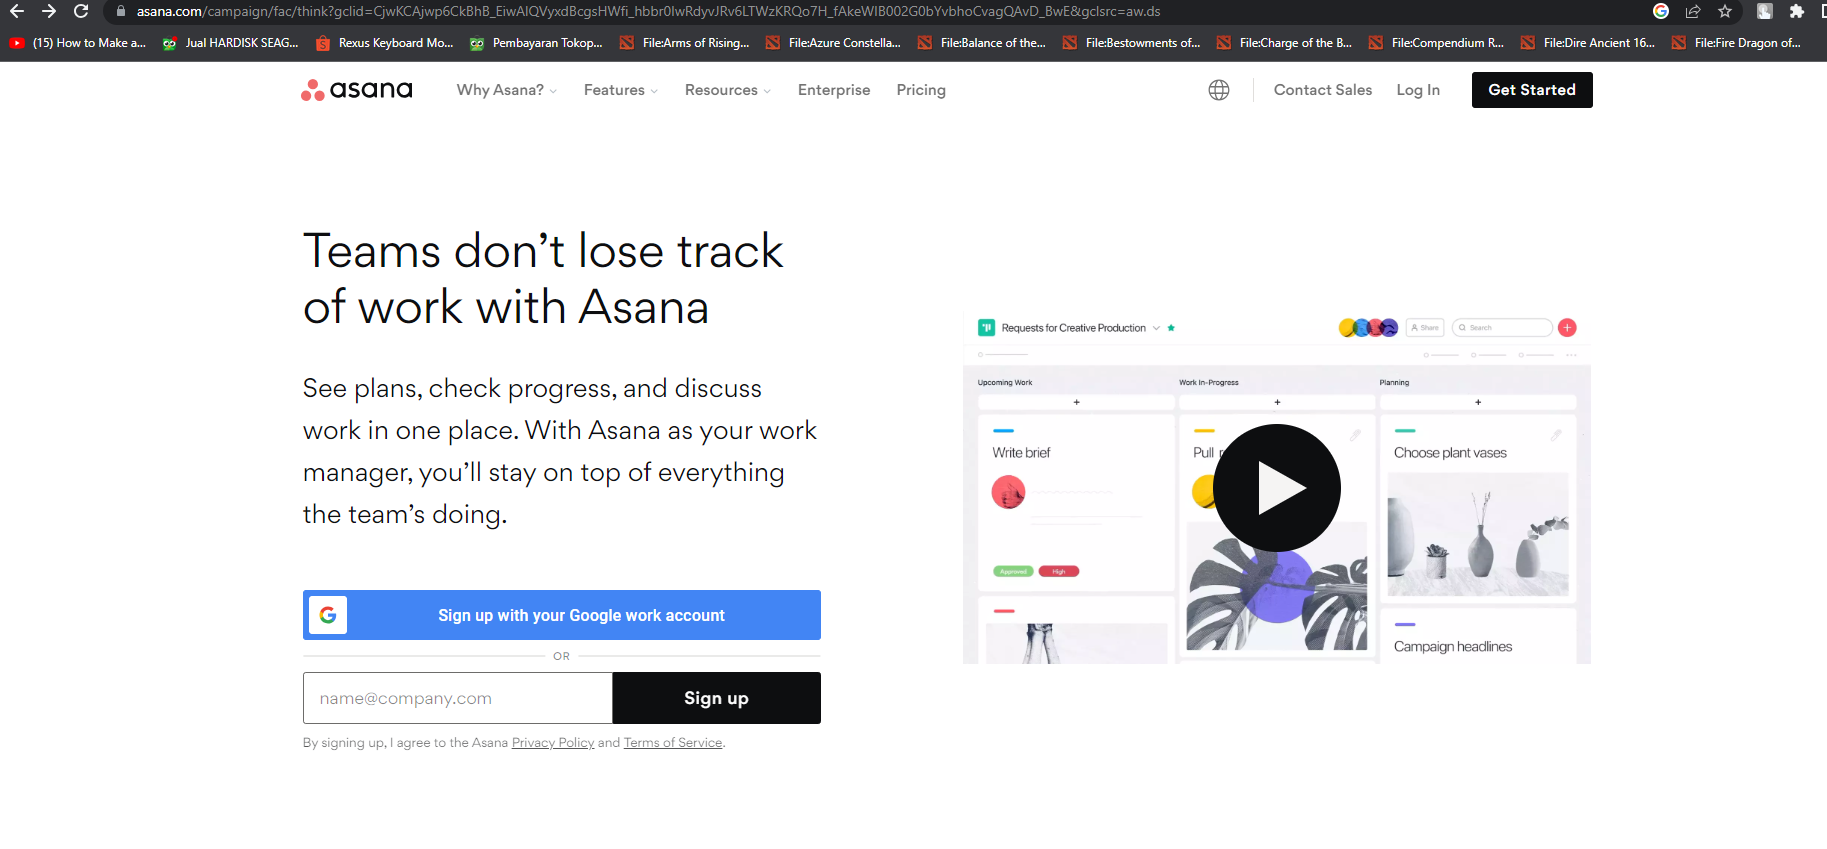 asana.com/campaign/fac/think?gclid=CjwKCAjwp6CkBhB_EiwAlQVyxdBcgsHWfi_hbbr0lwRdyvJRv6LTWzKRQo7H_fAkeWIB002G0bYvbhoCvagQAvD_BwE&gclsrc=aw.ds
(15) How to Make a... Jual HARDISK SEAG... Rexus Keyboard Mo... Pembayaran Tokop... File:Arms of Rising... File:Azure Constella... File:Balance of the... File:Bestowments of... File:Charge of the B... File:Compendium R... File:Dire Ancient 16... File:Fire Dragon of...
asana Why Asana? Features Resources Enterprise Pricing Contact Sales Log In Get Started
Teams don’t lose track
of work with Asana
See plans, check progress, and discuss
work in one place. With Asana as your work
manager, you’ll stay on top of everything
the team’s doing.
Sign up with your Google work account
OR
name@company.com Sign up
By signing up, I agree to the Asana Privacy Policy and Terms of Service.
Requests for Creative Production Share Search
Upcoming Work Work In-Progress Planning
Write brief Pull Choose plant vases
Approved High
Campaign headlines